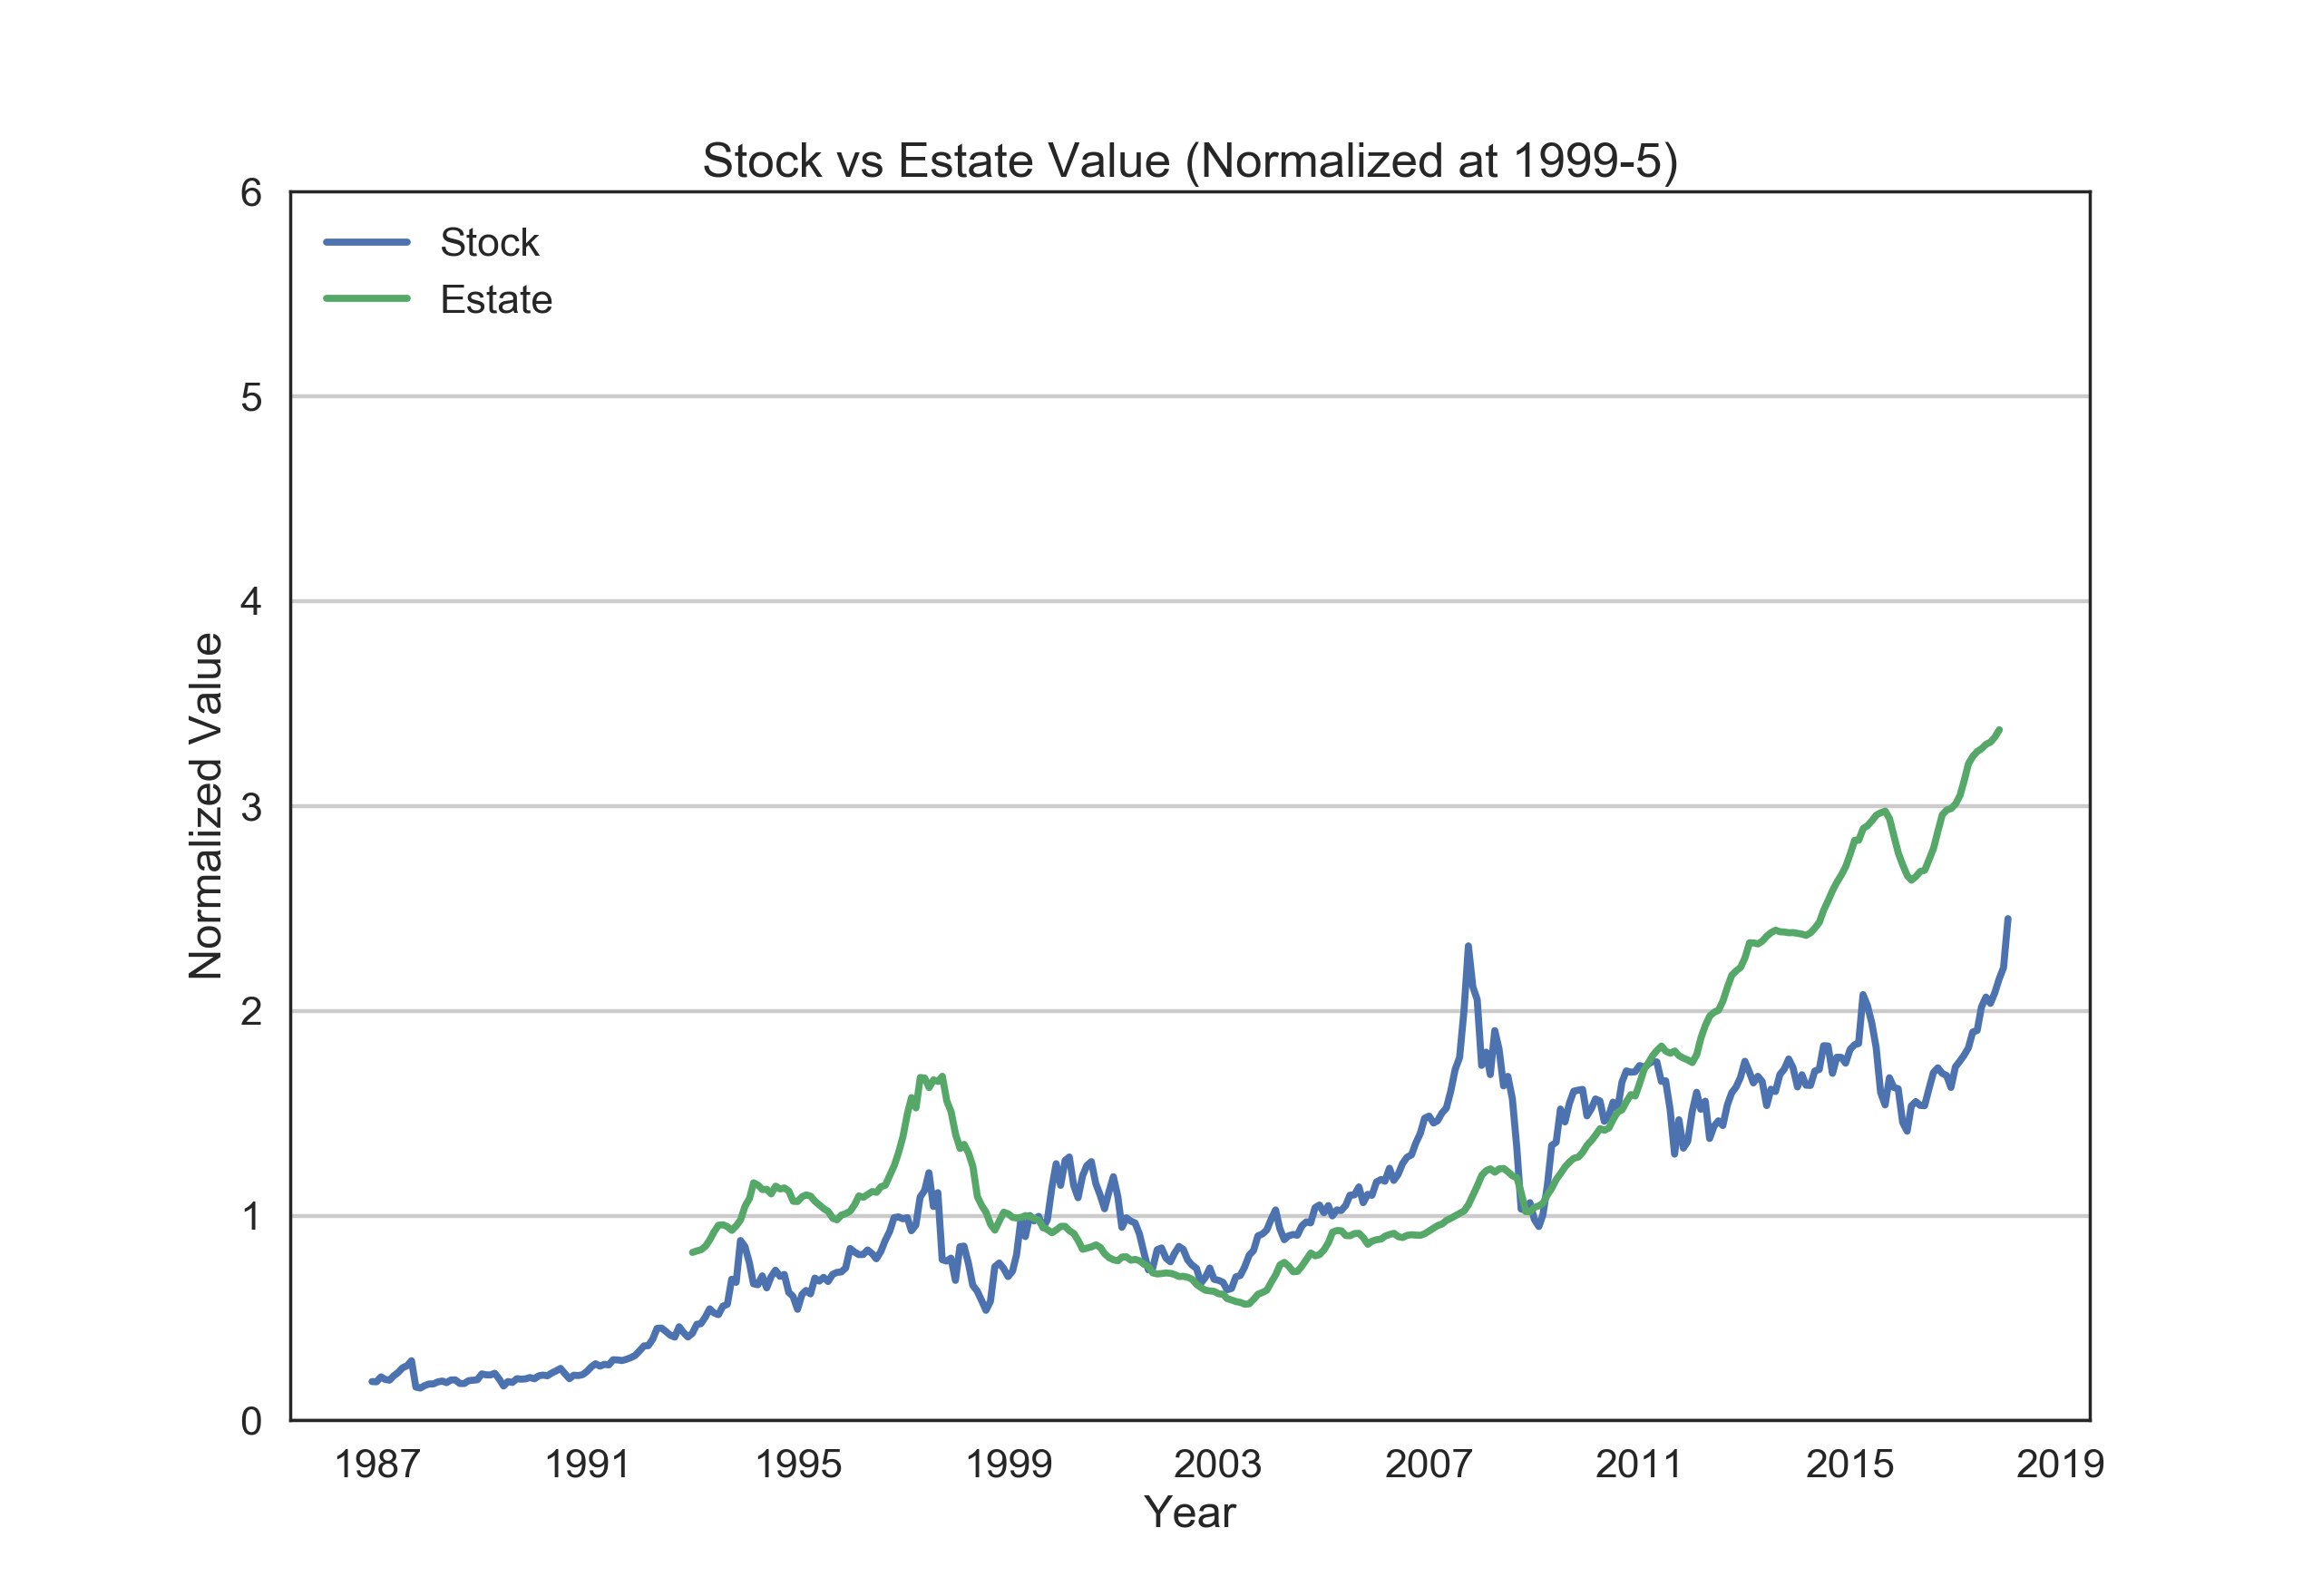 Stock vs Estate Value (Normalized at 1999-5)
6
Stock
Estate
5
4
3
2
1
0
Normalized Value
1987 1991 1995 1999 2003 2007 2011 2015 2019
Year